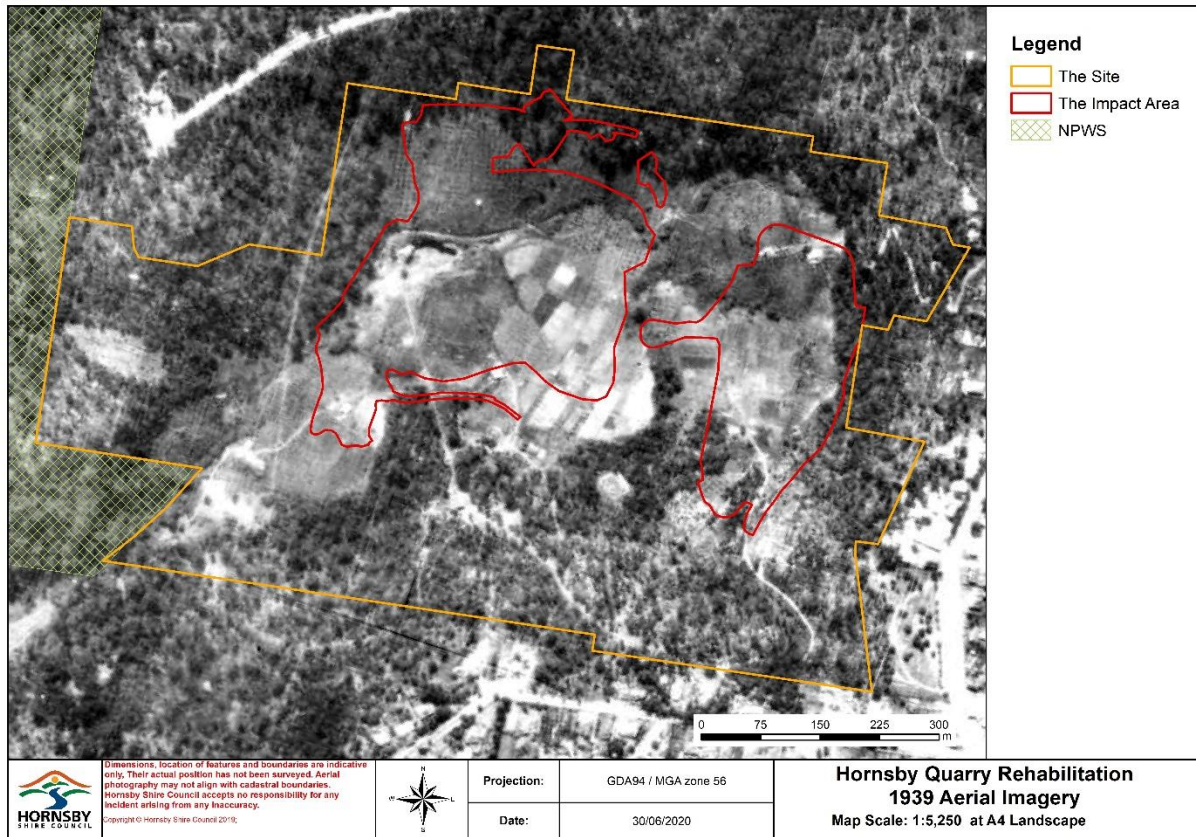 Legend
The Site
The Impact Area
NPWS
0 75 150 225 300
m
HORNSBY
SHIRE COUNCIL
Dimensions, location of features and boundaries are indicative
only, Their actual position has not been surveyed. Aerial
photography may not align with cadastral boundaries.
Hornsby Shire Council accepts no responsibility for any
incident arising from any inaccuracy.
Copyright © Hornsby Shire Council 2019;
N
S
Projection: GDA94 / MGA zone 56
Date: 30/06/2020
Hornsby Quarry Rehabilitation
1939 Aerial Imagery
Map Scale: 1:5,250 at A4 Landscape